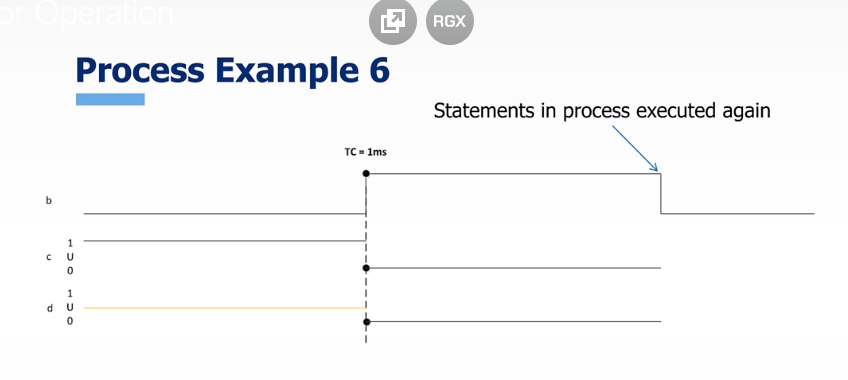 or Operation
RGX
Process Example 6
Statements in process executed again
TC = 1ms
b
1
c U
0
1
d U
0